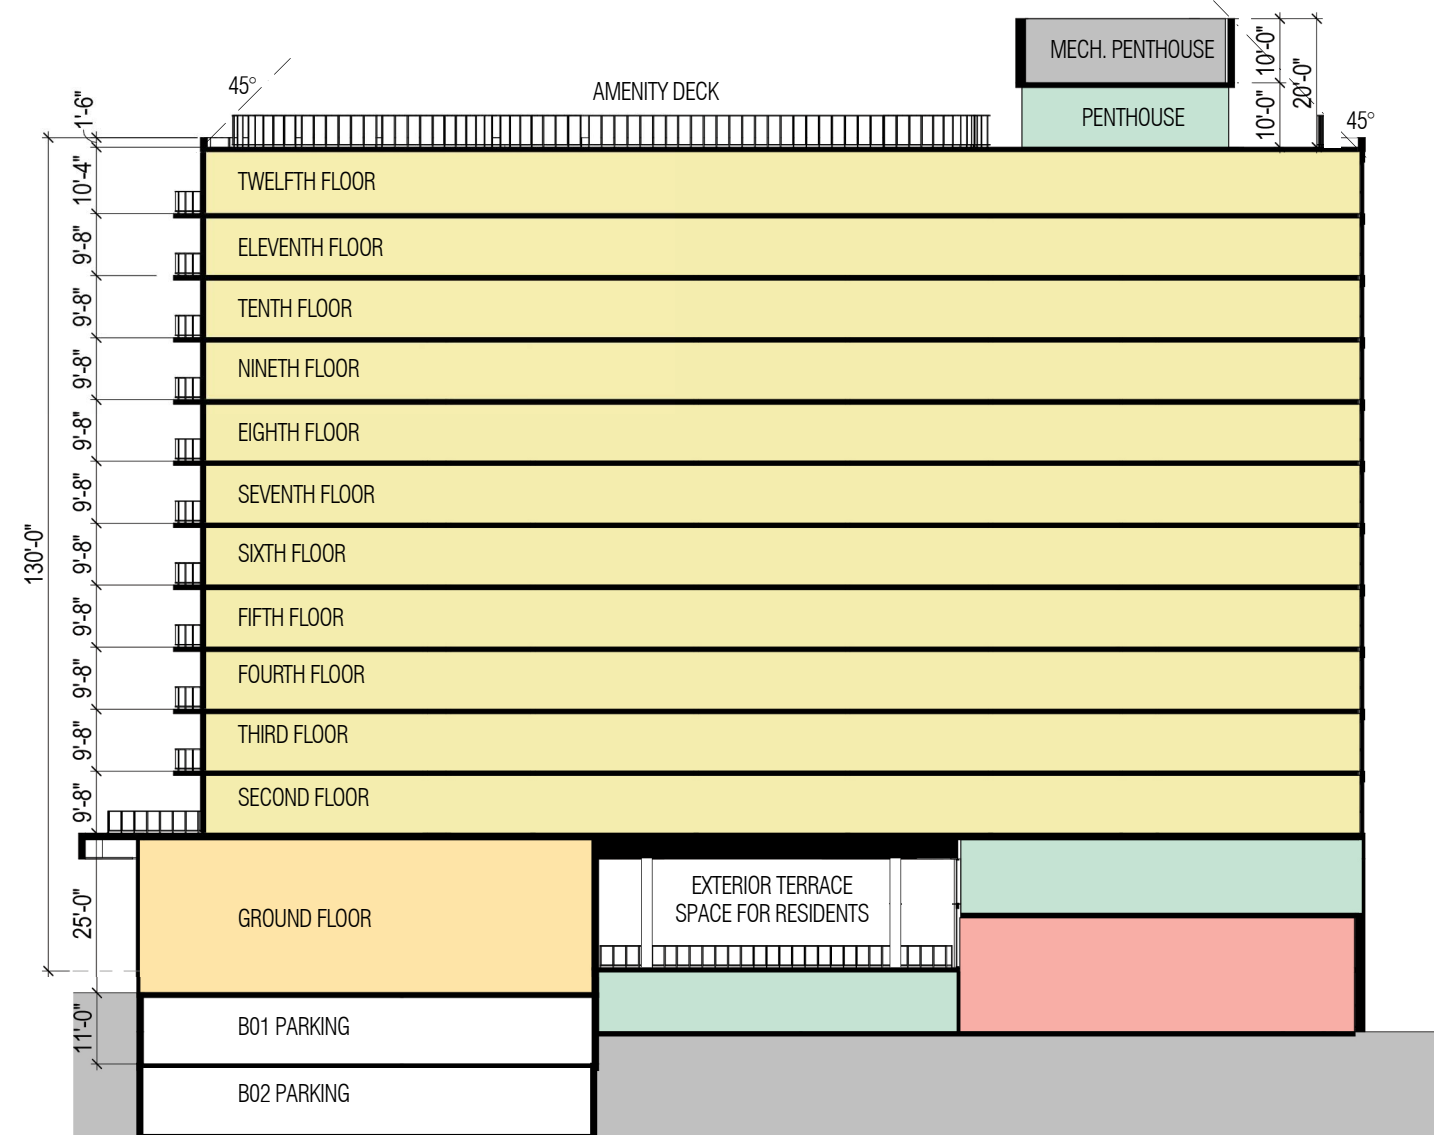 MECH. PENTHOUSE
10'-0"
20'-0"
45°
AMENITY DECK
1'-6"
PENTHOUSE
10'-0"
45°
10'-4"
TWELFTH FLOOR
9'-8"
ELEVENTH FLOOR
9'-8"
TENTH FLOOR
9'-8"
NINETH FLOOR
9'-8"
EIGHTH FLOOR
9'-8"
SEVENTH FLOOR
130'-0"
9'-8"
SIXTH FLOOR
9'-8"
FIFTH FLOOR
9'-8"
FOURTH FLOOR
9'-8"
THIRD FLOOR
9'-8"
SECOND FLOOR
25'-0"
GROUND FLOOR
EXTERIOR TERRACE
SPACE FOR RESIDENTS
11'-0"
B01 PARKING
B02 PARKING